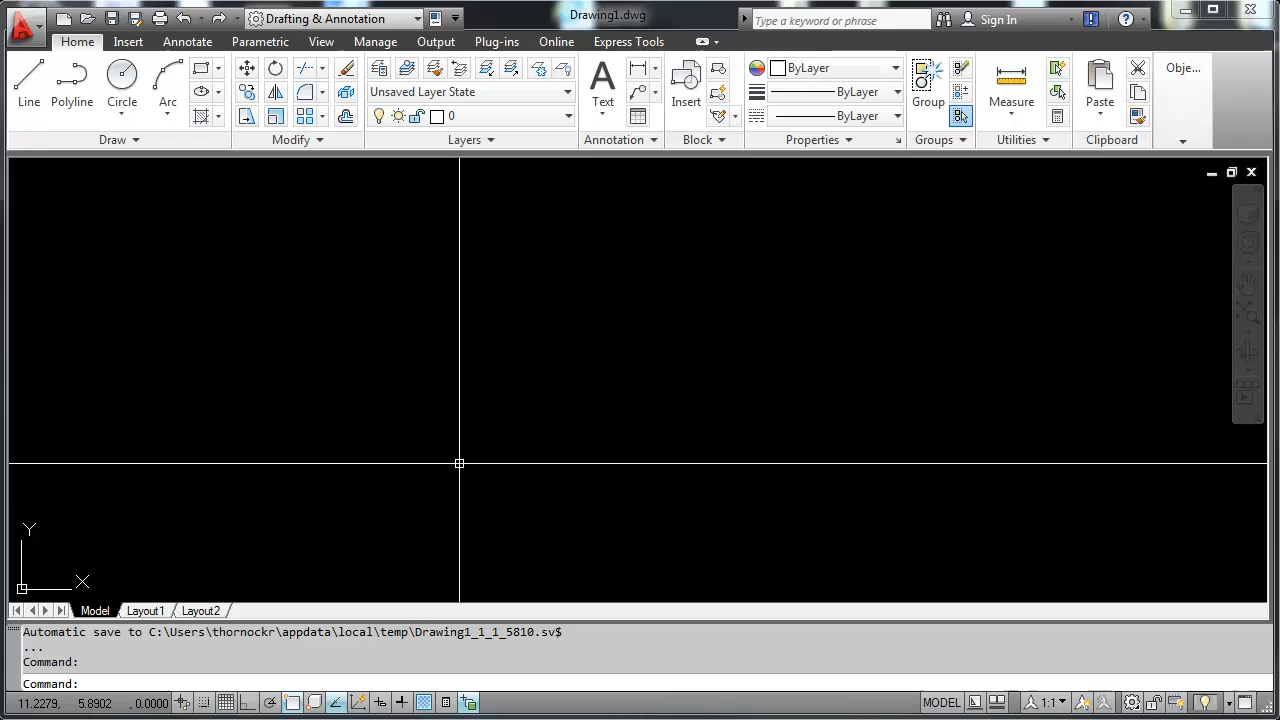 Drafting & Annotation
Drawing1.dwg
Type a keyword or phrase
Sign In
Home Insert Annotate Parametric View Manage Output Plug-ins Online Express Tools
Line Polyline Circle Arc
Unsaved Layer State
0
Text
Insert
ByLayer
ByLayer
ByLayer
Group
Measure
Paste
Obje...
Draw Modify Layers Annotation Block Properties Groups Utilities Clipboard
Y
X
Model Layout1 Layout2
Automatic save to C:\Users\thornockr\appdata\local\temp\Drawing1_1_1_5810.sv$
...
Command:
Command:
11.2279, 5.8902 , 0.0000
MODEL
1:1